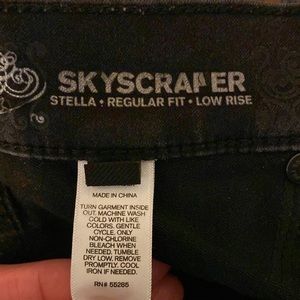 SKYSCRAPER
STELLA • REGULAR FIT • LOW RISE
MADE IN CHINA
TURN GARMENT INSIDE
OUT. MACHINE WASH
COLD WITH LIKE
COLORS, GENTLE
CYCLE. ONLY
NON-CHLORINE
BLEACH WHEN
NEEDED. TUMBLE
DRY LOW. REMOVE
PROMPTLY. COOL
IRON IF NEEDED.
RN# 55285